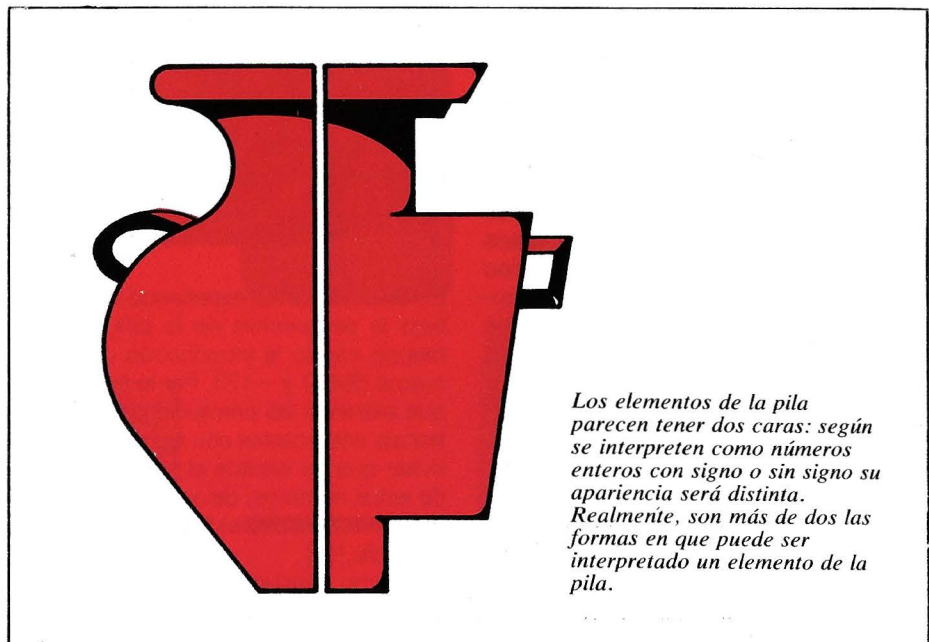 Los elementos de la pila
parecen tener dos caras: según
se interpreten como números
enteros con signo o sin signo su
apariencia será distinta.
Realmente, son más de dos las
formas en que puede ser
interpretado un elemento de la
pila.